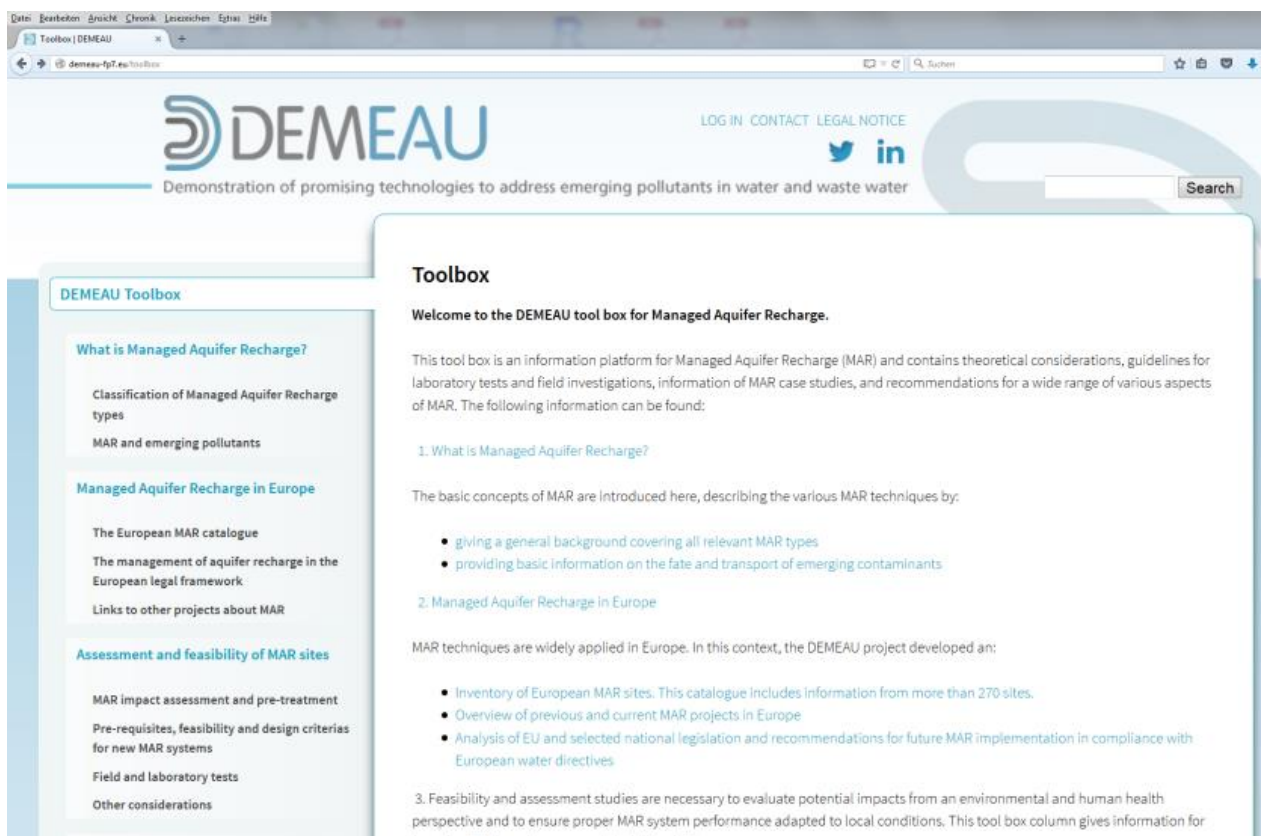 Datei Bearbeiten Ansicht Chronik Lesezeichen Extras Hilfe
Toolbox | DEMEAU × +
demeau-fp7.eu/toolbox
Suchen
DEMEAU
LOG IN CONTACT LEGAL NOTICE
in
Demonstration of promising technologies to address emerging pollutants in water and waste water
Search
DEMEAU Toolbox
What is Managed Aquifer Recharge?
Classification of Managed Aquifer Recharge
types
MAR and emerging pollutants
Managed Aquifer Recharge in Europe
The European MAR catalogue
The management of aquifer recharge in the
European legal framework
Links to other projects about MAR
Assessment and feasibility of MAR sites
MAR impact assessment and pre-treatment
Pre-requisites, feasibility and design criterias
for new MAR systems
Field and laboratory tests
Other considerations
Toolbox
Welcome to the DEMEAU tool box for Managed Aquifer Recharge.
This tool box is an information platform for Managed Aquifer Recharge (MAR) and contains theoretical considerations, guidelines for
laboratory tests and field investigations, information of MAR case studies, and recommendations for a wide range of various aspects
of MAR. The following information can be found:
1. What is Managed Aquifer Recharge?
The basic concepts of MAR are introduced here, describing the various MAR techniques by:
• giving a general background covering all relevant MAR types
• providing basic information on the fate and transport of emerging contaminants
2. Managed Aquifer Recharge in Europe
MAR techniques are widely applied in Europe. In this context, the DEMEAU project developed an:
• Inventory of European MAR sites. This catalogue includes information from more than 270 sites.
• Overview of previous and current MAR projects in Europe
• Analysis of EU and selected national legislation and recommendations for future MAR implementation in compliance with
European water directives
3. Feasibility and assessment studies are necessary to evaluate potential impacts from an environmental and human health
perspective and to ensure proper MAR system performance adapted to local conditions. This tool box column gives information for